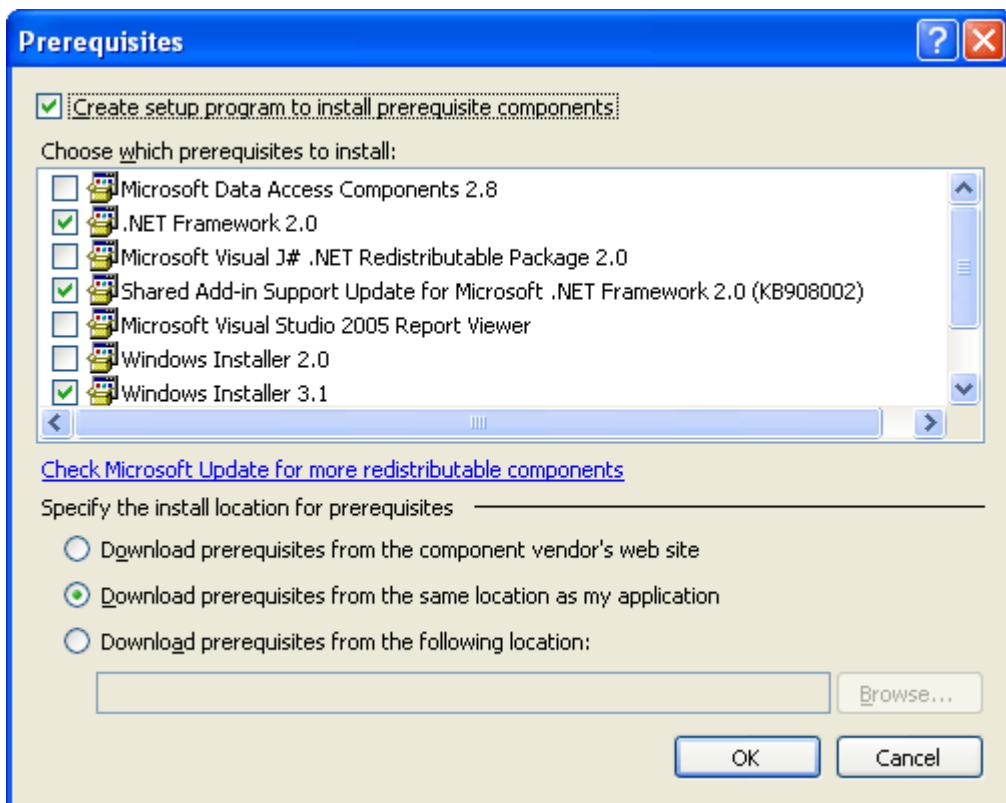 Prerequisites
Create setup program to install prerequisite components
Choose which prerequisites to install:
Microsoft Data Access Components 2.8
.NET Framework 2.0
Microsoft Visual J# .NET Redistributable Package 2.0
Shared Add-in Support Update for Microsoft .NET Framework 2.0 (KB908002)
Microsoft Visual Studio 2005 Report Viewer
Windows Installer 2.0
Windows Installer 3.1
Check Microsoft Update for more redistributable components
Specify the install location for prerequisites
Download prerequisites from the component vendor's web site
Download prerequisites from the same location as my application
Download prerequisites from the following location:
Browse...
OK Cancel